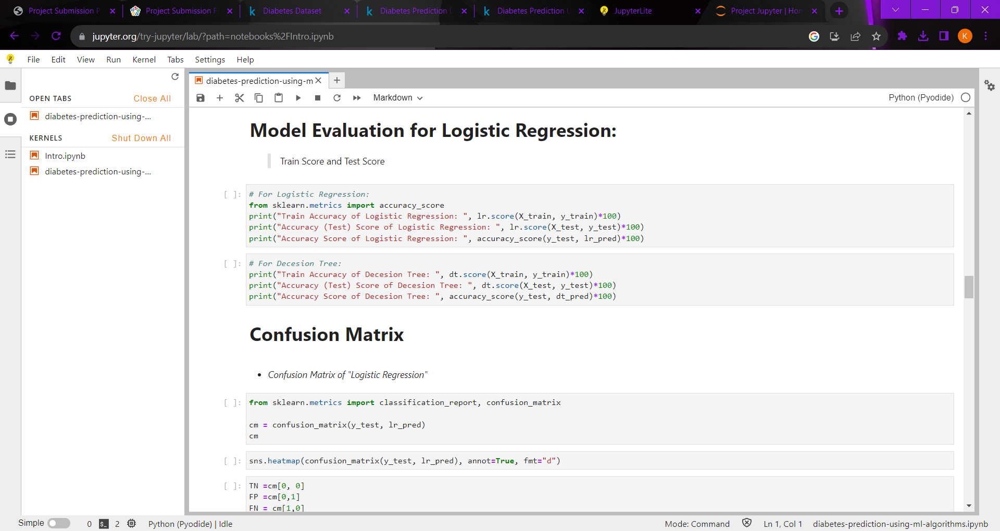 Project Submission P
Project Submission F
Diabetes Dataset
Diabetes Prediction U
Diabetes Prediction U
JupyterLite
Project Jupyter | Hom
jupyter.org/try-jupyter/lab/?path=notebooks%2FIntro.ipynb
K
File Edit View Run Kernel Tabs Settings Help
diabetes-prediction-using-m
OPEN TABS Close All
diabetes-prediction-using-...
KERNELS Shut Down All
Intro.ipynb
diabetes-prediction-using-...
Markdown
Python (Pyodide)
Model Evaluation for Logistic Regression:
Train Score and Test Score
[ ]: # For Logistic Regression:
from sklearn.metrics import accuracy_score
print("Train Accuracy of Logistic Regression: ", lr.score(X_train, y_train)*100)
print("Accuracy (Test) Score of Logistic Regression: ", lr.score(X_test, y_test)*100)
print("Accuracy Score of Logistic Regression: ", accuracy_score(y_test, lr_pred)*100)
[ ]: # For Decesion Tree:
print("Train Accuracy of Decesion Tree: ", dt.score(X_train, y_train)*100)
print("Accuracy (Test) Score of Decesion Tree: ", dt.score(X_test, y_test)*100)
print("Accuracy Score of Decesion Tree: ", accuracy_score(y_test, dt_pred)*100)
Confusion Matrix
• Confusion Matrix of "Logistic Regression"
[ ]: from sklearn.metrics import classification_report, confusion_matrix
cm = confusion_matrix(y_test, lr_pred)
cm
[ ]: sns.heatmap(confusion_matrix(y_test, lr_pred), annot=True, fmt="d")
[ ]: TN =cm[0, 0]
FP =cm[0,1]
FN = cm[1,0]
Simple 0 $_ 2 Python (Pyodide) | Idle
Mode: Command Ln 1, Col 1 diabetes-prediction-using-ml-algorithms.ipynb